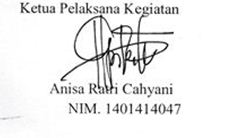 Ketua Pelaksana Kegiatan
Anisa Ratri Cahyani
NIM. 1401414047